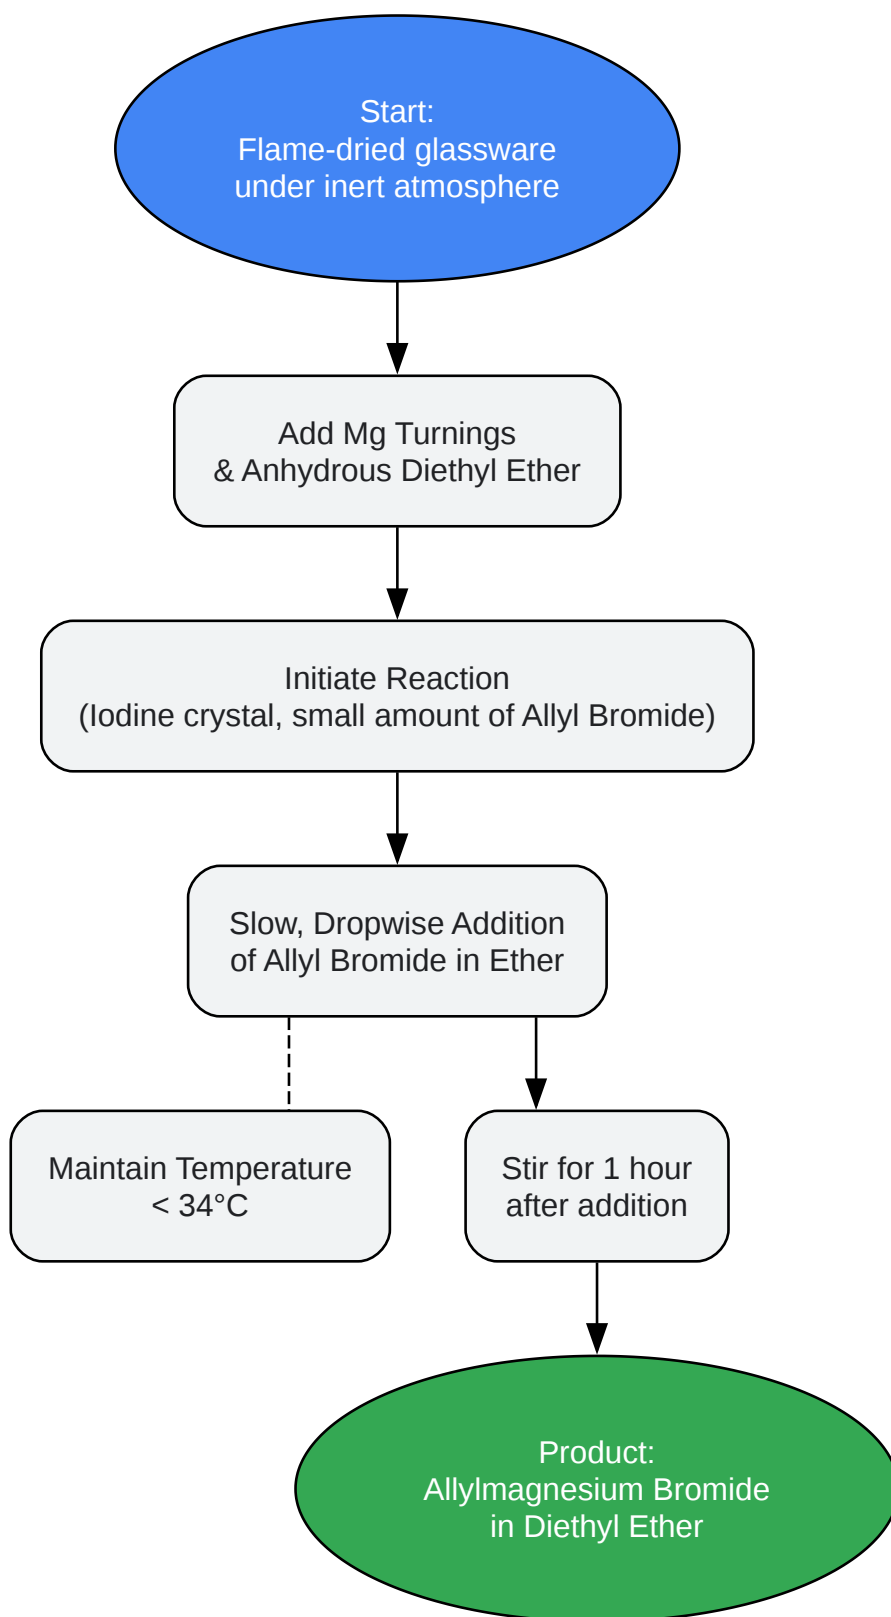 Start:
Flame-dried glassware
under inert atmosphere
Add Mg Turnings
& Anhydrous Diethyl Ether
Initiate Reaction
(Iodine crystal, small amount of Allyl Bromide)
Slow, Dropwise Addition
of Allyl Bromide in Ether
Maintain Temperature
< 34°C
Stir for 1 hour
after addition
Product:
Allylmagnesium Bromide
in Diethyl Ether